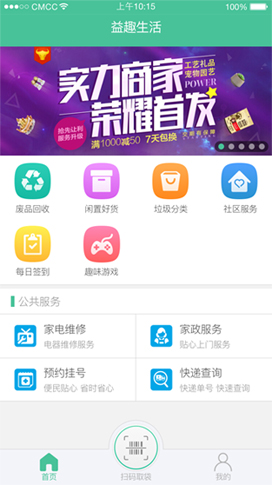 CMCC 上午10:15 100%
益趣生活
实力商家
工艺礼品
宠物园艺
POWER
荣耀首发
抢先让利
服务升级
满1000减50 7天包换
废品回收 闲置好货 垃圾分类 社区服务
每日签到 趣味游戏
公共服务
家电维修 家政服务
电器维修服务 贴心上门服务
预约挂号 快递查询
便民贴心 省时省心 快递单号 快速查询
首页 扫码取袋 我的